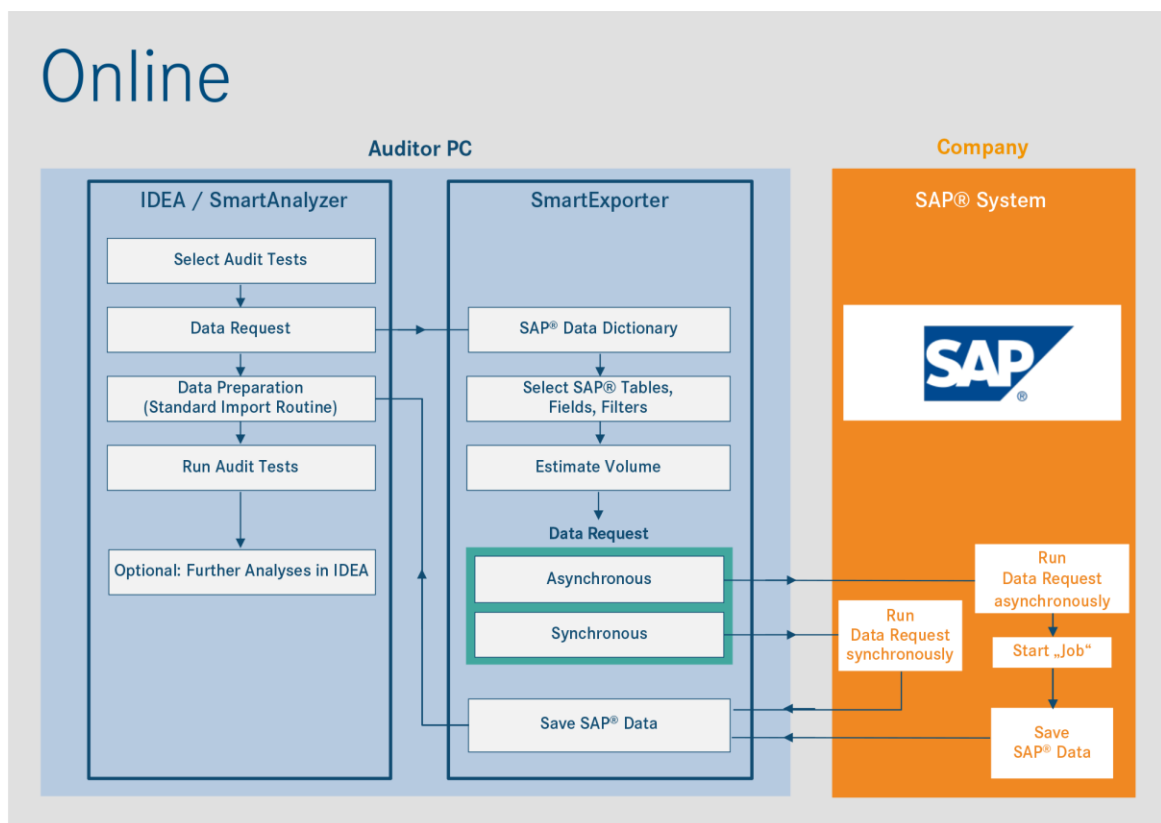 Online
Auditor PC
Company
IDEA / SmartAnalyzer
Select Audit Tests
Data Request
Data Preparation
(Standard Import Routine)
Run Audit Tests
Optional: Further Analyses in IDEA
SmartExporter
SAP® Data Dictionary
Select SAP® Tables,
Fields, Filters
Estimate Volume
Data Request
Asynchronous
Synchronous
Save SAP® Data
SAP® System
SAP®
Run
Data Request
asynchronously
Run
Data Request
synchronously
Start „Job“
Save
SAP® Data